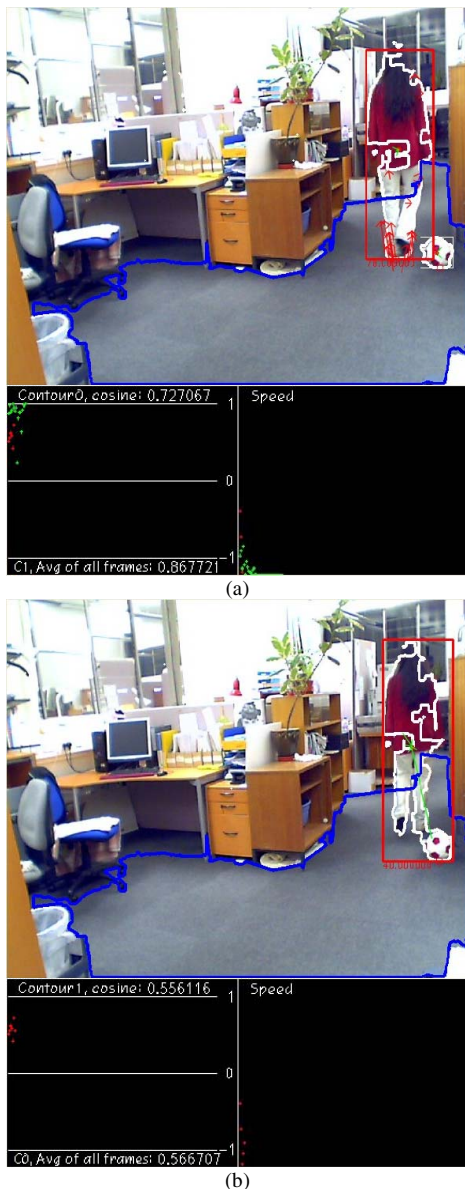 Contour0, cosine: 0.727067
Speed
1
0
-1
C1, Avg of all frames: 0.867721
(a)
Contour1, cosine: 0.556116
Speed
1
0
-1
C0, Avg of all frames: 0.566707
(b)